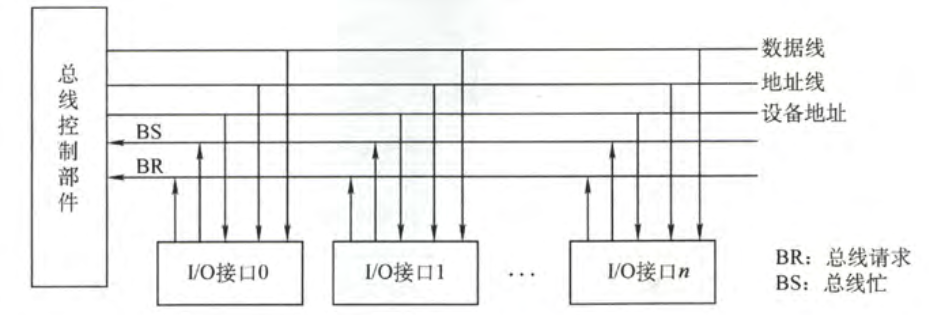 总线控制部件
数据线
地址线
设备地址
BS
BR
I/O接口0
I/O接口1
...
I/O接口n
BR：总线请求
BS：总线忙